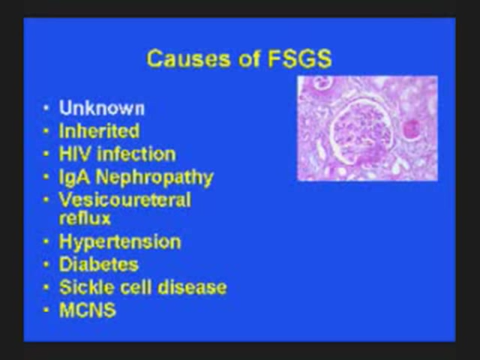 Causes of FSGS
• Unknown
• Inherited
• HIV infection
• IgA Nephropathy
• Vesicoureteral
reflux
• Hypertension
• Diabetes
• Sickle cell disease
• MCNS